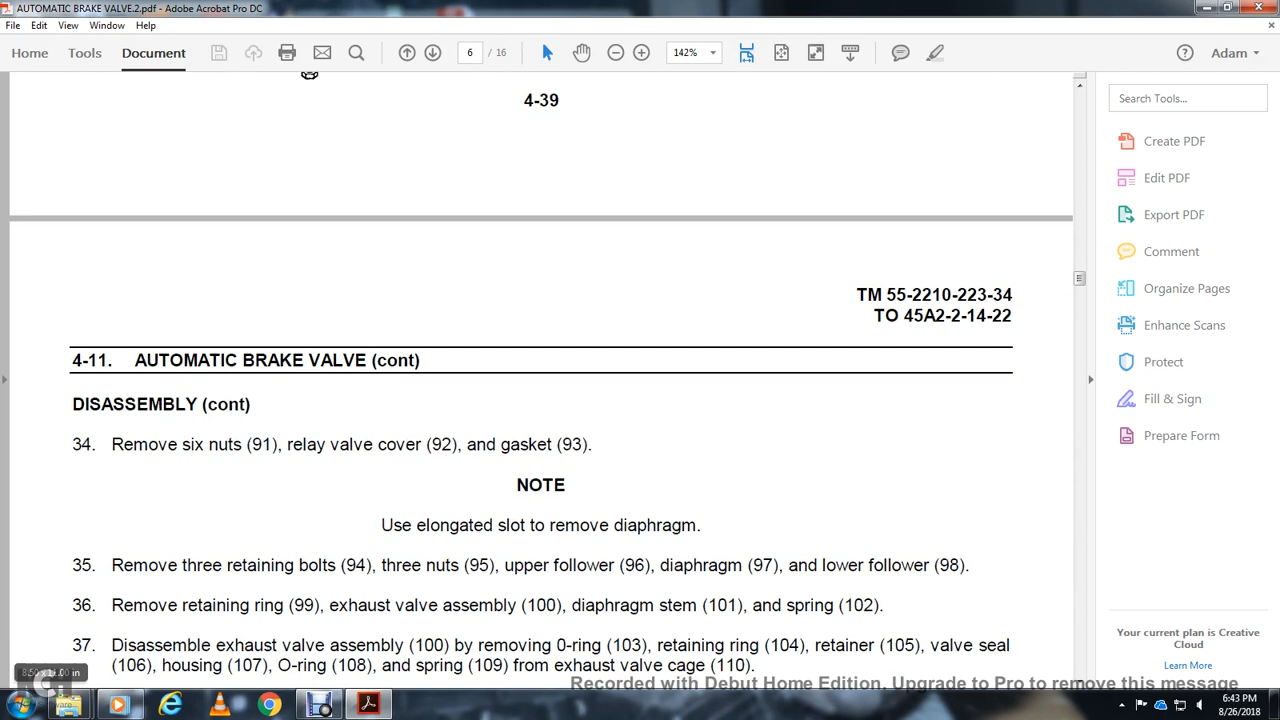 AUTOMATIC BRAKE VALVE.2.pdf - Adobe Acrobat Pro DC
File Edit View Window Help
Home Tools Document 6 / 16 142% Adam
4-39
Search Tools...
Create PDF
Edit PDF
Export PDF
Comment
Organize Pages
Enhance Scans
Protect
Fill & Sign
Prepare Form
Your current plan is Creative
Cloud
Learn More
TM 55-2210-223-34
TO 45A2-2-14-22
4-11. AUTOMATIC BRAKE VALVE (cont)
DISASSEMBLY (cont)
34. Remove six nuts (91), relay valve cover (92), and gasket (93).
NOTE
Use elongated slot to remove diaphragm.
35. Remove three retaining bolts (94), three nuts (95), upper follower (96), diaphragm (97), and lower follower (98).
36. Remove retaining ring (99), exhaust valve assembly (100), diaphragm stem (101), and spring (102).
37. Disassemble exhaust valve assembly (100) by removing 0-ring (103), retaining ring (104), retainer (105), valve seal
(106), housing (107), O-ring (108), and spring (109) from exhaust valve cage (110).
8.50 x 11.00 in
Recorded with Debut Home Edition. Upgrade to Pro to remove this message
6:43 PM
8/26/2018